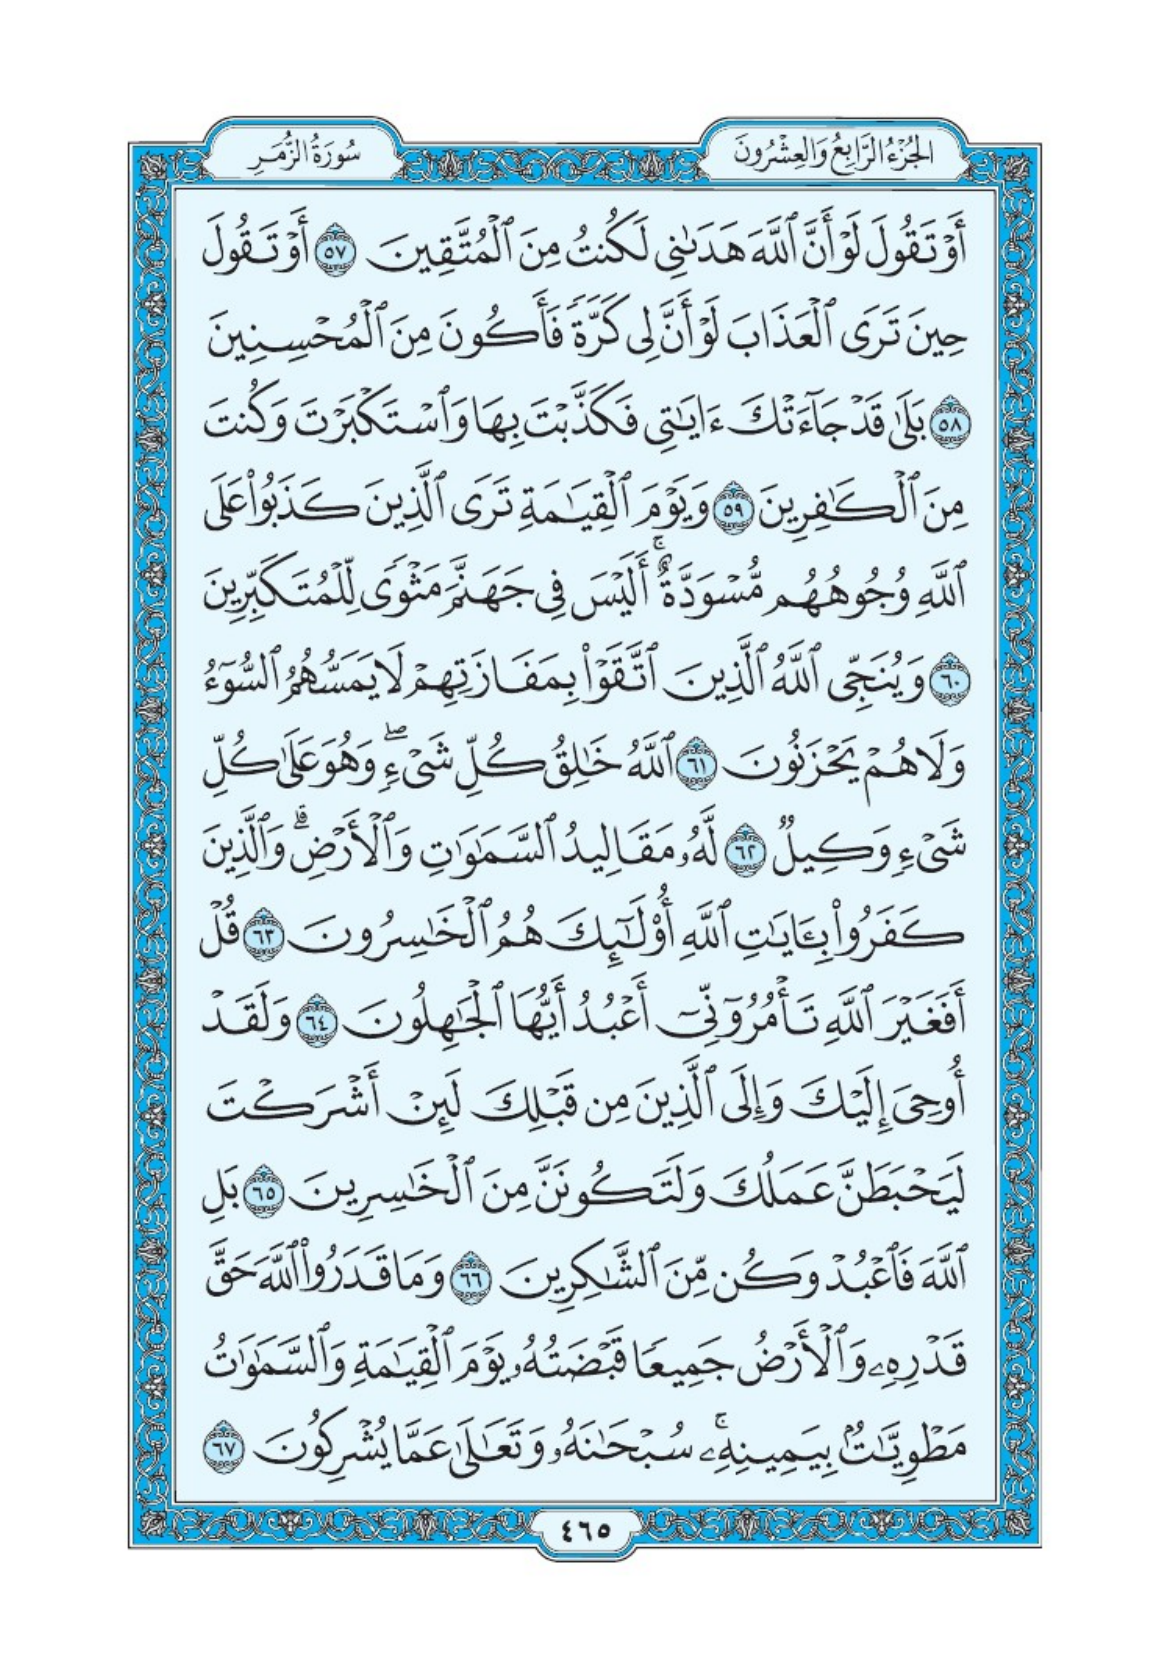 الجُزْءُ الرَّابِعُ وَالعِشْرُونَ
سُورَةُ الزُّمَرِ
أَوْ تَقُولَ لَوْ أَنَّ ٱللَّهَ هَدَىٰنِى لَكُنتُ مِنَ ٱلْمُتَّقِينَ ٥٧ أَوْ تَقُولَ
حِينَ تَرَى ٱلْعَذَابَ لَوْ أَنَّ لِى كَرَّةً فَأَكُونَ مِنَ ٱلْمُحْسِنِينَ
٥٨ بَلَىٰ قَدْ جَآءَتْكَ ءَايَٰتِى فَكَذَّبْتَ بِهَا وَٱسْتَكْبَرْتَ وَكُنتَ
مِنَ ٱلْكَٰفِرِينَ ٥٩ وَيَوْمَ ٱلْقِيَٰمَةِ تَرَى ٱلَّذِينَ كَذَبُوا۟ عَلَى
ٱللَّهِ وُجُوهُهُم مُّسْوَدَّةٌ ۚ أَلَيْسَ فِى جَهَنَّمَ مَثْوًى لِّلْمُتَكَبِّرِينَ
٦٠ وَيُنَجِّى ٱللَّهُ ٱلَّذِينَ ٱتَّقَوْا۟ بِمَفَازَتِهِمْ لَا يَمَسُّهُمُ ٱلسُّوٓءُ
وَلَا هُمْ يَحْزَنُونَ ٦١ ٱللَّهُ خَٰلِقُ كُلِّ شَىْءٍ ۖ وَهُوَ عَلَىٰ كُلِّ
شَىْءٍ وَكِيلٌ ٦٢ لَّهُۥ مَقَالِيدُ ٱلسَّمَٰوَٰتِ وَٱلْأَرْضِ ۗ وَٱلَّذِينَ
كَفَرُوا۟ بِـَٔايَٰتِ ٱللَّهِ أُو۟لَٰٓئِكَ هُمُ ٱلْخَٰسِرُونَ ٦٣ قُلْ
أَفَغَيْرَ ٱللَّهِ تَأْمُرُوٓنِّىٓ أَعْبُدُ أَيُّهَا ٱلْجَٰهِلُونَ ٦٤ وَلَقَدْ
أُوحِىَ إِلَيْكَ وَإِلَى ٱلَّذِينَ مِن قَبْلِكَ لَئِنْ أَشْرَكْتَ
لَيَحْبَطَنَّ عَمَلُكَ وَلَتَكُونَنَّ مِنَ ٱلْخَٰسِرِينَ ٦٥ بَلِ
ٱللَّهَ فَٱعْبُدْ وَكُن مِّنَ ٱلشَّٰكِرِينَ ٦٦ وَمَا قَدَرُوا۟ ٱللَّهَ حَقَّ
قَدْرِهِۦ وَٱلْأَرْضُ جَمِيعًا قَبْضَتُهُۥ يَوْمَ ٱلْقِيَٰمَةِ وَٱلسَّمَٰوَٰتُ
مَطْوِيَّٰتٌۢ بِيَمِينِهِۦ ۚ سُبْحَٰنَهُۥ وَتَعَٰلَىٰ عَمَّا يُشْرِكُونَ ٦٧
٤٦٥